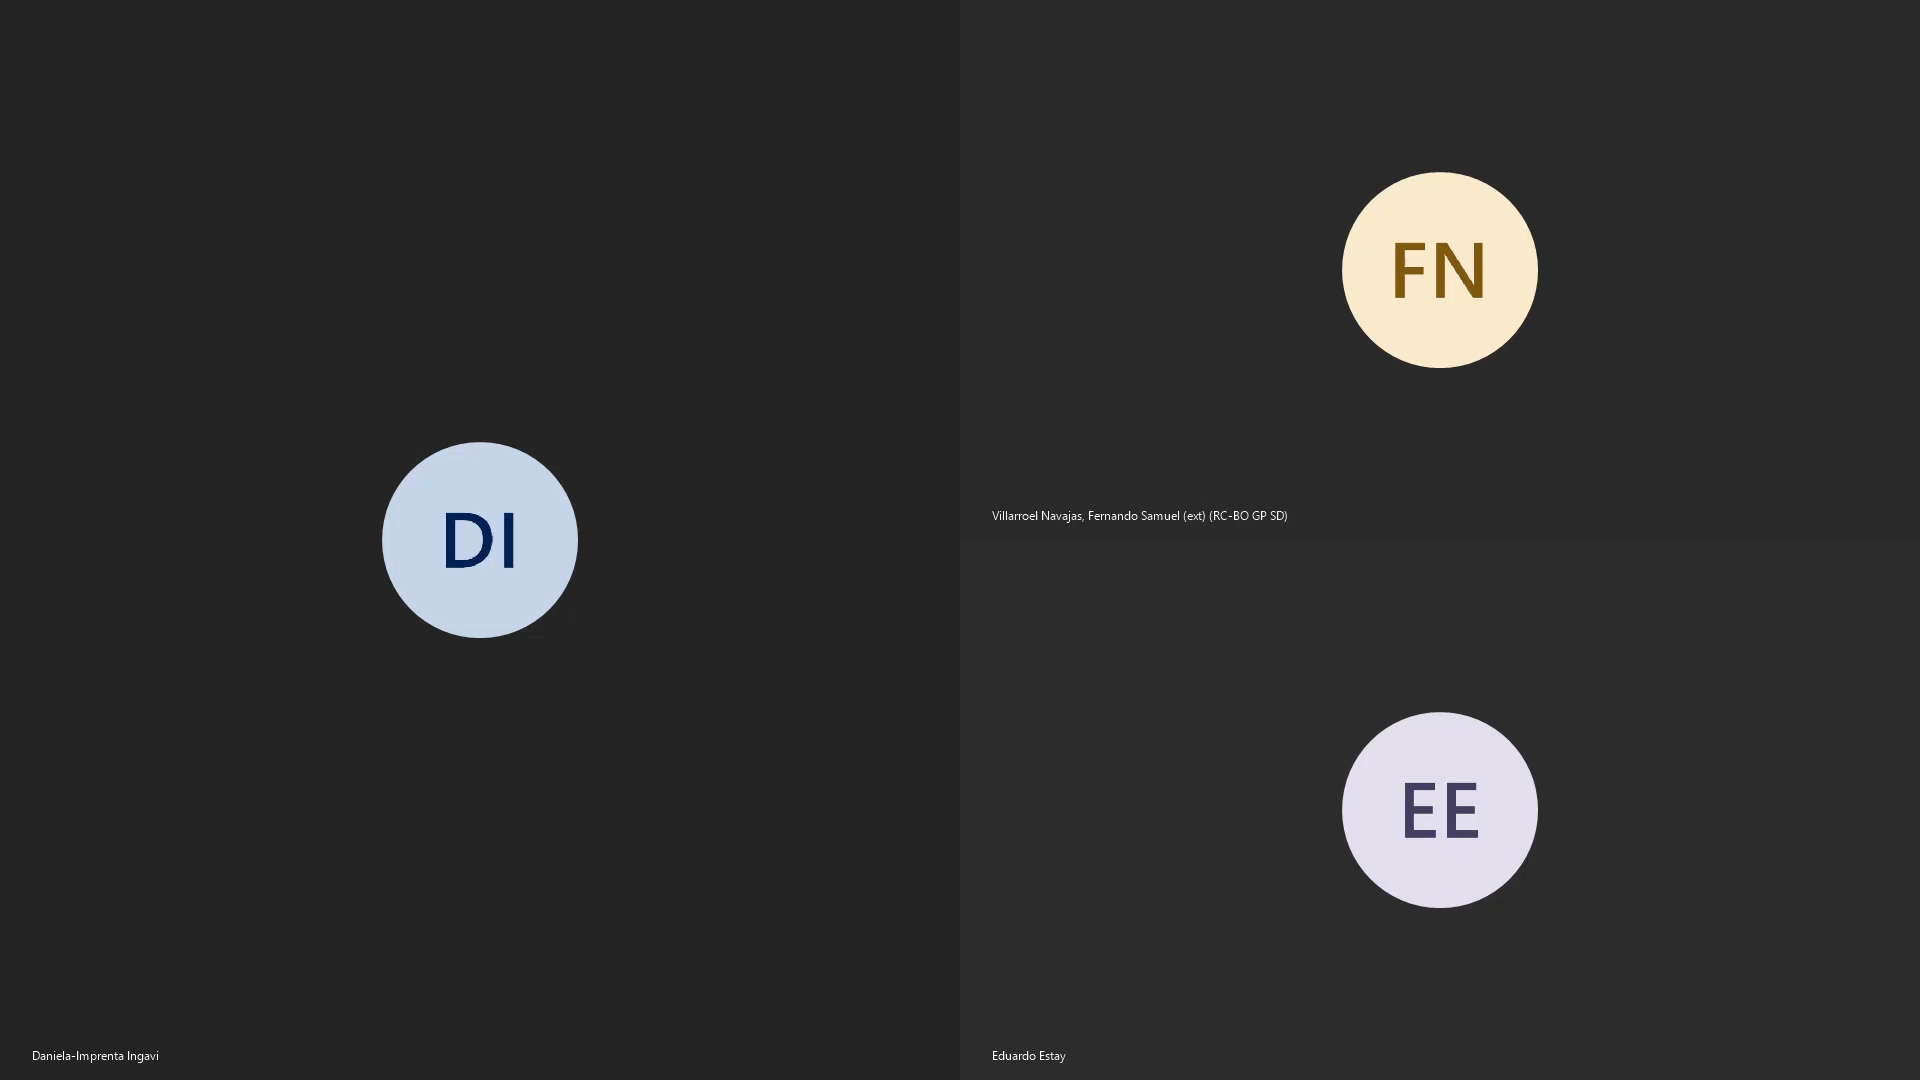 DI
Daniela-Imprenta Ingavi
FN
Villarroel Navajas, Fernando Samuel (ext) (RC-BO GP SD)
EE
Eduardo Estay